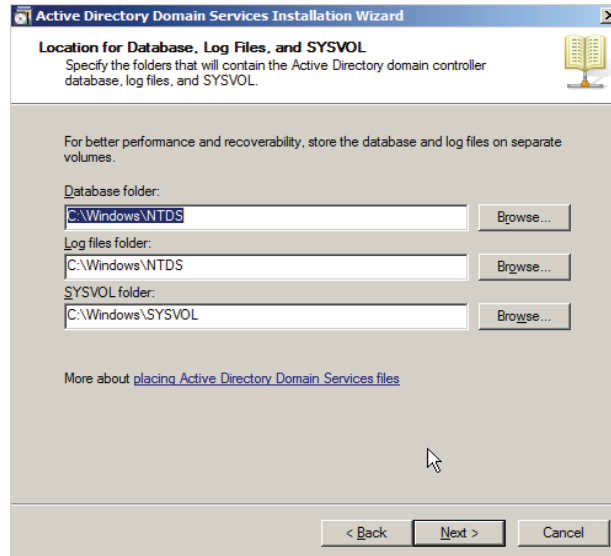 Active Directory Domain Services Installation Wizard
Location for Database, Log Files, and SYSVOL
Specify the folders that will contain the Active Directory domain controller
database, log files, and SYSVOL.
For better performance and recoverability, store the database and log files on separate
volumes.
Database folder:
C:\Windows\NTDS
Browse...
Log files folder:
C:\Windows\NTDS
Browse...
SYSVOL folder:
C:\Windows\SYSVOL
Browse...
More about placing Active Directory Domain Services files
< Back
Next >
Cancel